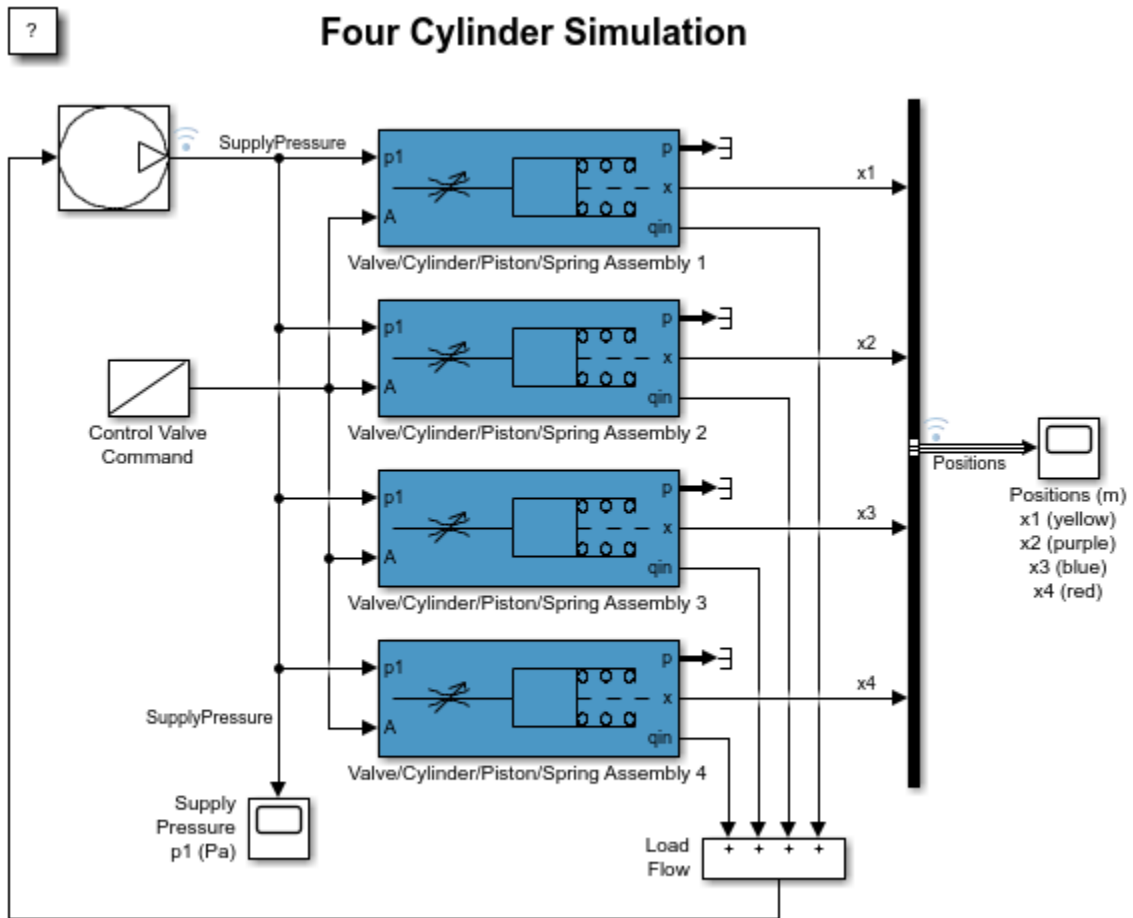 ?
Four Cylinder Simulation
SupplyPressure
p1
A
p
x
qin
x1
Valve/Cylinder/Piston/Spring Assembly 1
p1
A
p
x
qin
x2
Valve/Cylinder/Piston/Spring Assembly 2
Control Valve
Command
p1
A
p
x
qin
x3
Valve/Cylinder/Piston/Spring Assembly 3
Positions
Positions (m)
x1 (yellow)
x2 (purple)
x3 (blue)
x4 (red)
p1
A
p
x
qin
x4
Valve/Cylinder/Piston/Spring Assembly 4
SupplyPressure
Supply
Pressure
p1 (Pa)
Load
Flow
+ + + +